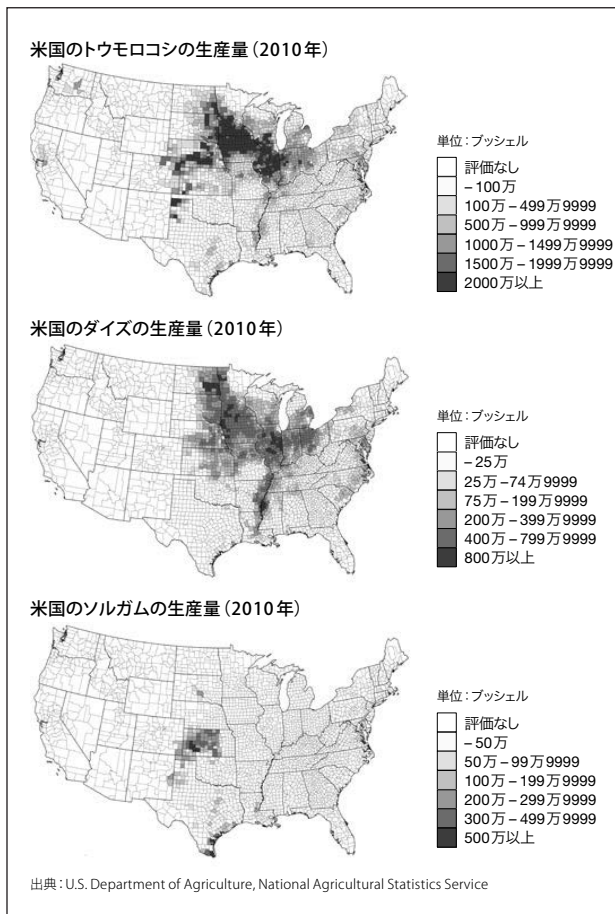 米国のトウモロコシの生産量（2010年）
単位：ブッシェル
評価なし
-100万
100万-499万9999
500万-999万9999
1000万-1499万9999
1500万-1999万9999
2000万以上
米国のダイズの生産量（2010年）
単位：ブッシェル
評価なし
-25万
25万-74万9999
75万-199万9999
200万-399万9999
400万-799万9999
800万以上
米国のソルガムの生産量（2010年）
単位：ブッシェル
評価なし
-50万
50万-99万9999
100万-199万9999
200万-299万9999
300万-499万9999
500万以上
出典：U.S. Department of Agriculture, National Agricultural Statistics Service